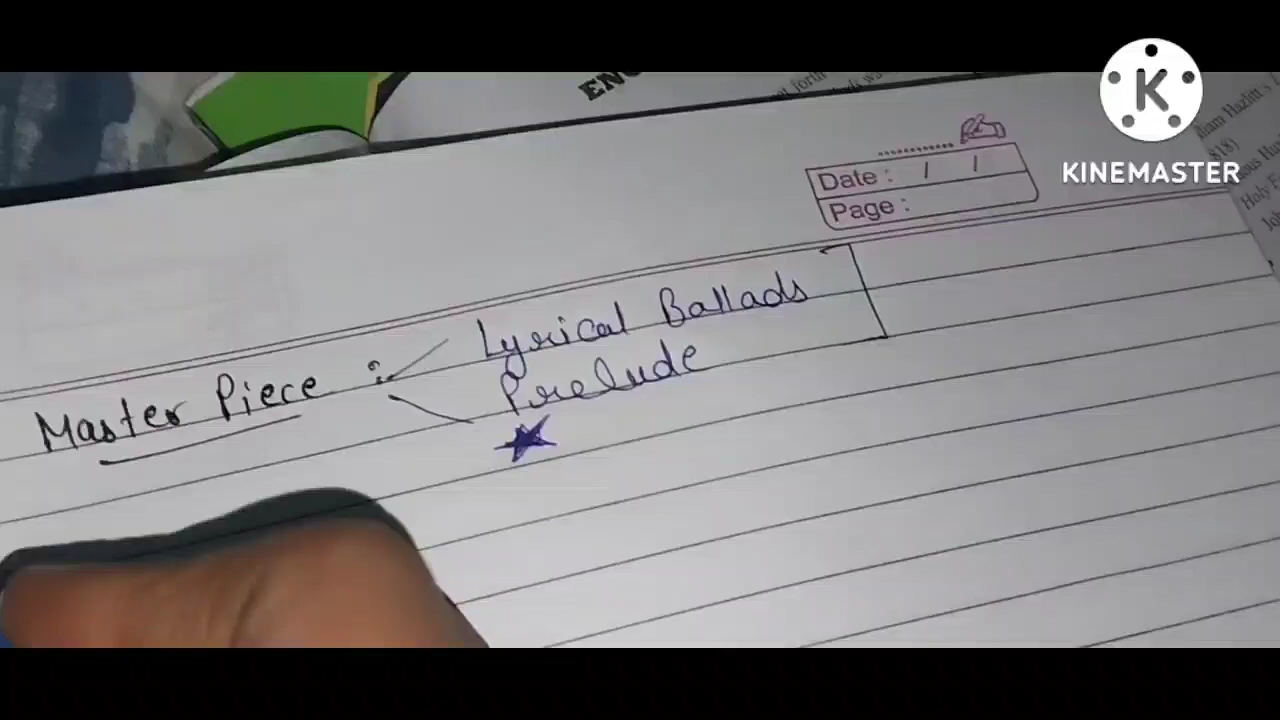 K
KINEMASTER
Date : / /
Page :
Master Piece :
Lyrical Ballads
Prelude